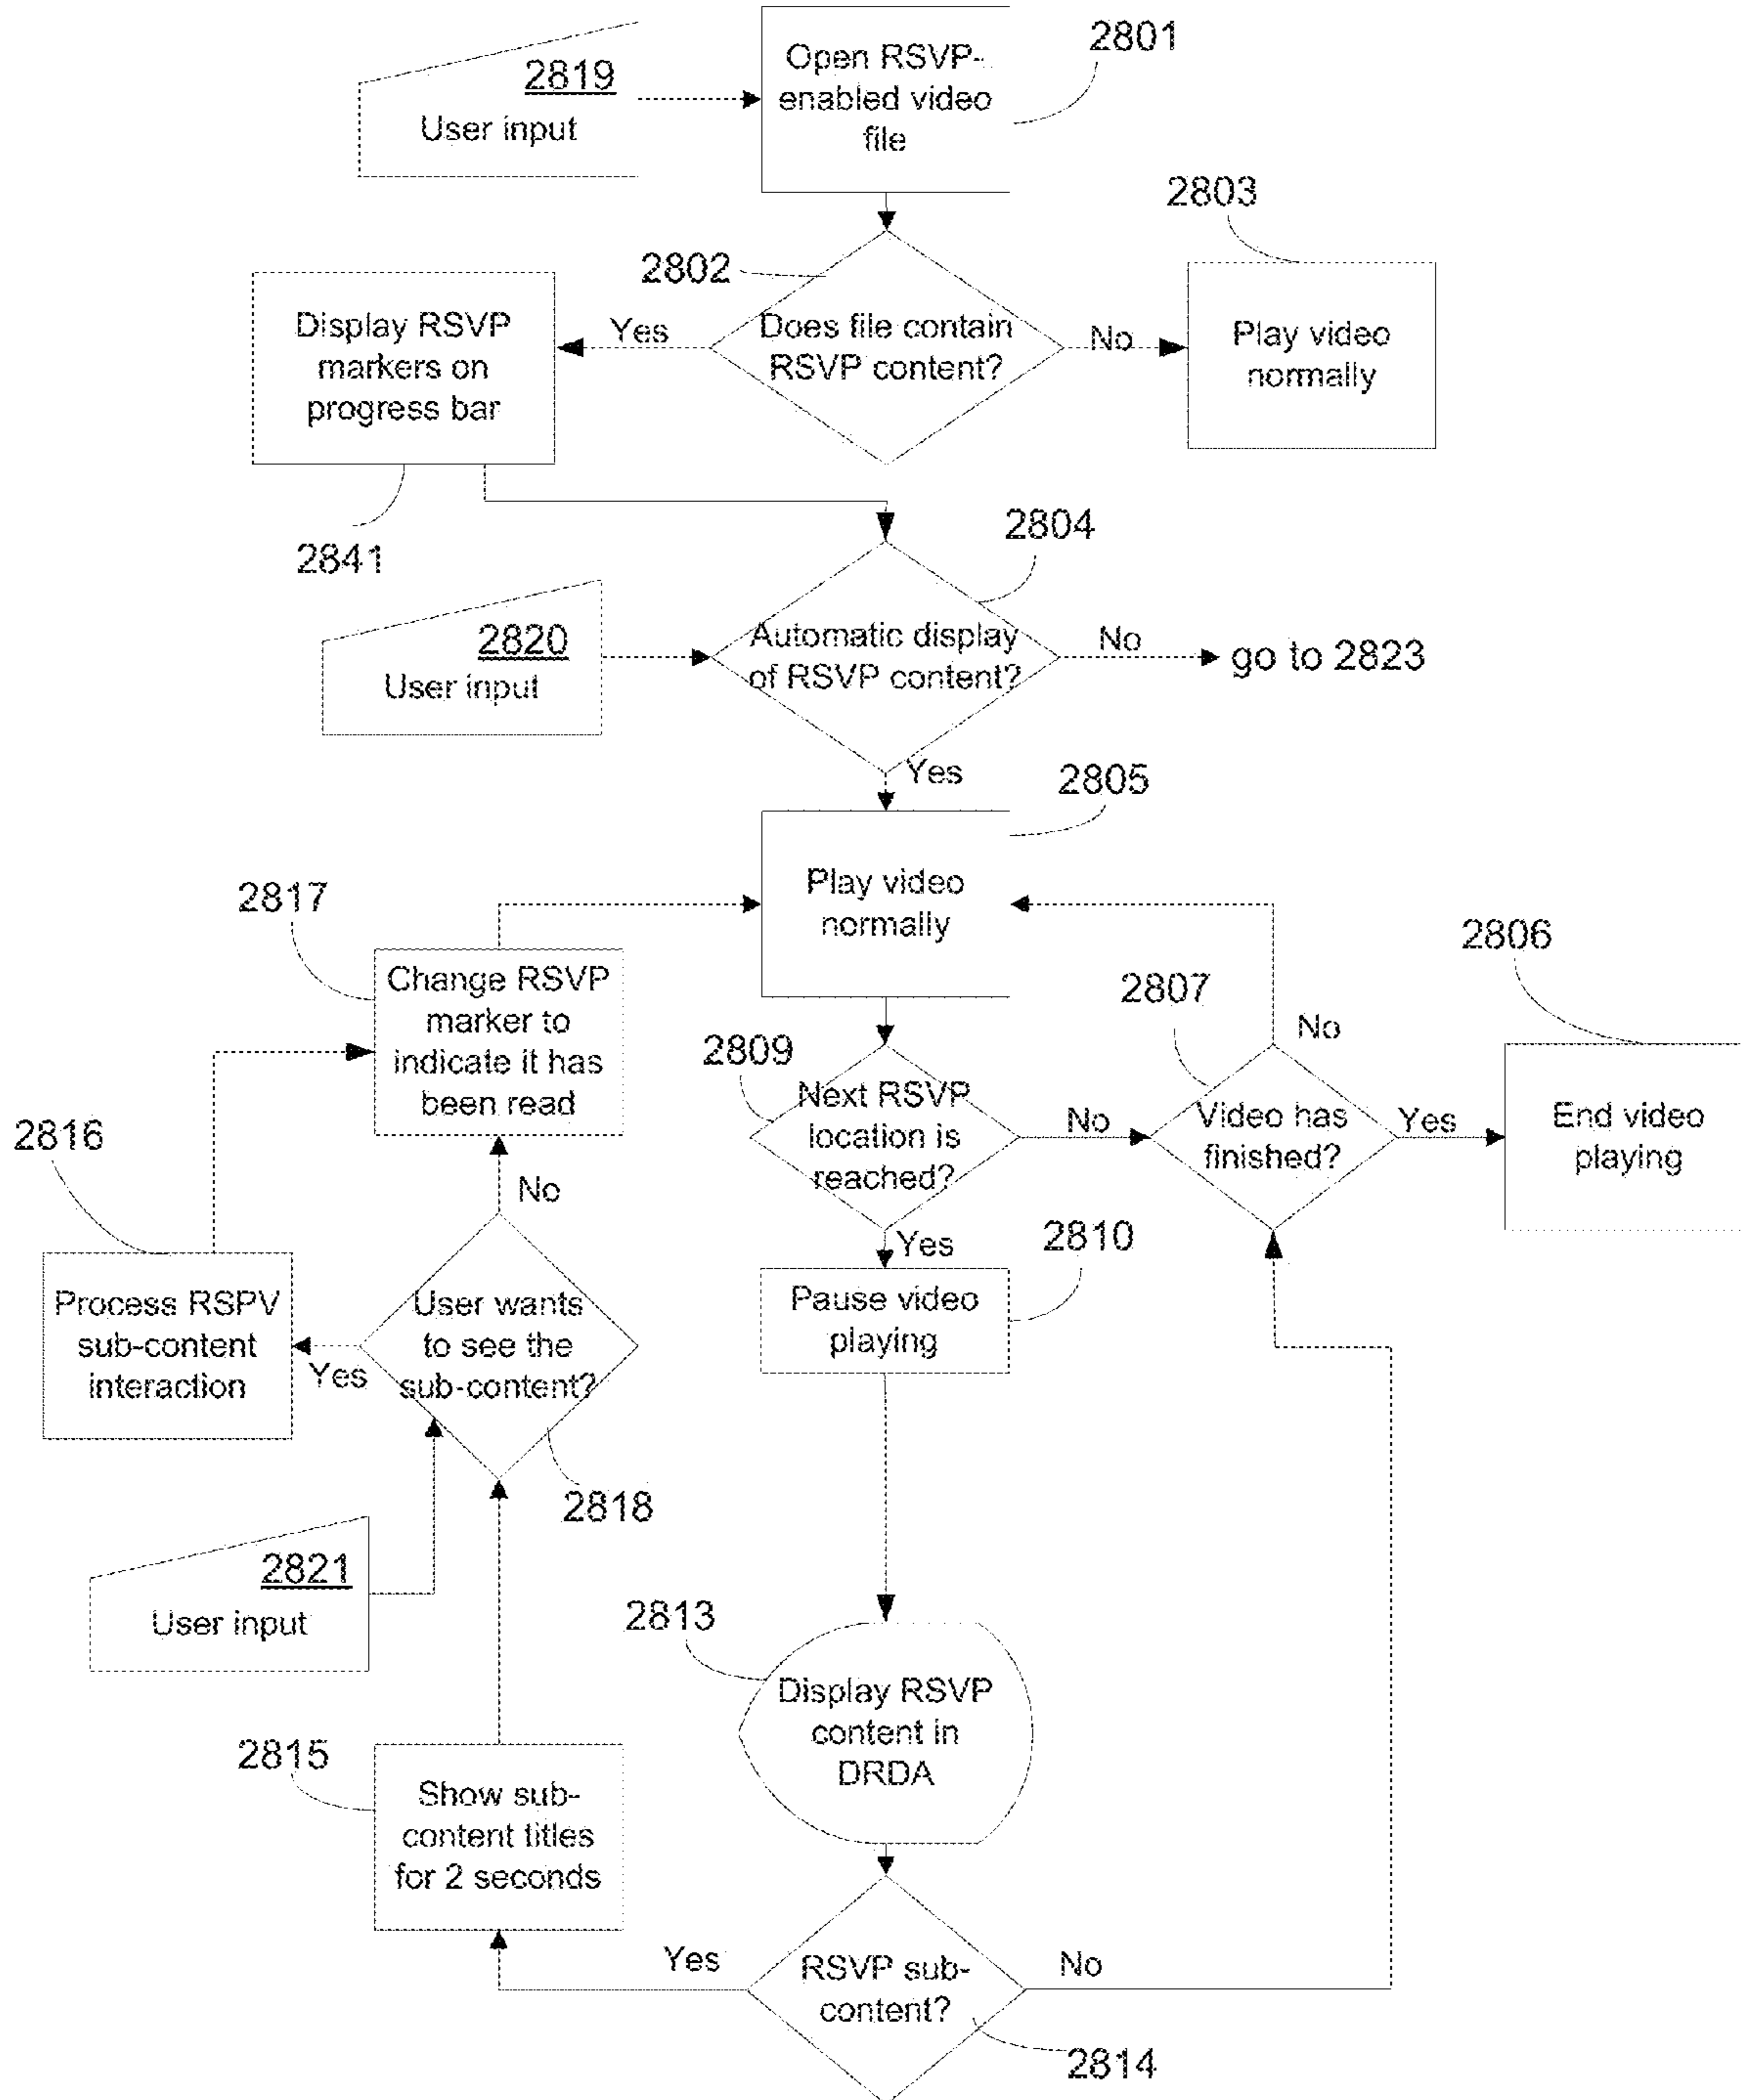 2801
Open RSVP-
enabled video
file
2819
User input
2803
2802
Display RSVP
markers on
progress bar
Yes
Does file contain
RSVP content?
No
Play video
normally
2841
2804
2820
User input
Automatic display
of RSVP content?
No
go to 2823
Yes
2805
Play video
normally
2817
Change RSVP
marker to
indicate it has
been read
2806
2807
No
2809
Next RSVP
location is
reached?
No
Video has
finished?
Yes
End video
playing
2816
No
Yes
2810
Process RSPV
sub-content
interaction
Yes
User wants
to see the
sub-content?
Pause video
playing
2818
2821
User input
2813
Display RSVP
content in
DRDA
2815
Show sub-
content titles
for 2 seconds
Yes
RSVP sub-
content?
No
2814